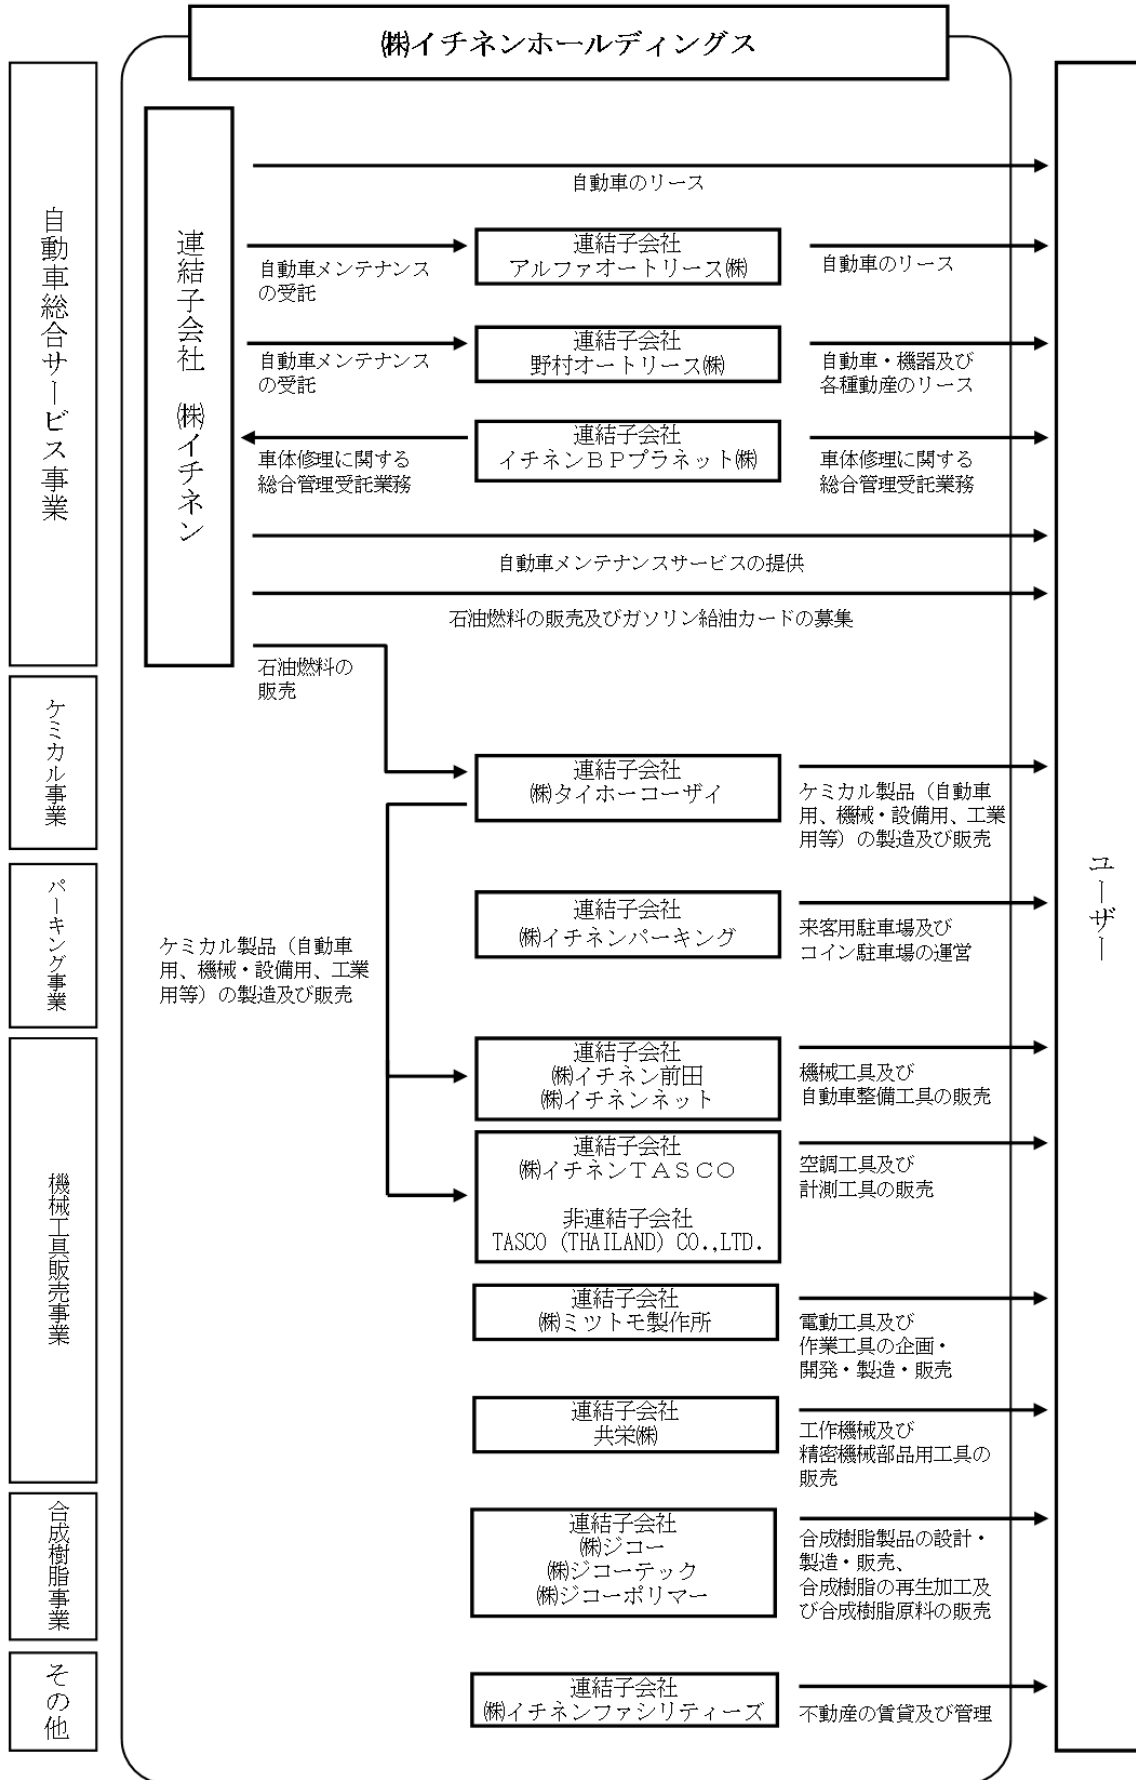 ㈱イチネンホールディングス
自動車総合サービス事業
連結子会社 ㈱イチネン
自動車のリース
自動車メンテナンス
の受託
連結子会社
アルファオートリース㈱
自動車のリース
自動車メンテナンス
の受託
連結子会社
野村オートリース㈱
自動車・機器及び
各種動産のリース
車体修理に関する
総合管理受託業務
連結子会社
イチネンＢＰプラネット㈱
車体修理に関する
総合管理受託業務
自動車メンテナンスサービスの提供
石油燃料の販売及びガソリン給油カードの募集
石油燃料の
販売
ケミカル事業
連結子会社
㈱タイホーコーザイ
ケミカル製品（自動車
用、機械・設備用、工業
用等）の製造及び販売
パーキング事業
連結子会社
㈱イチネンパーキング
来客用駐車場及び
コイン駐車場の運営
ケミカル製品（自動車
用、機械・設備用、工業
用等）の製造及び販売
ユーザー
機械工具販売事業
連結子会社
㈱イチネン前田
㈱イチネンネット
機械工具及び
自動車整備工具の販売
連結子会社
㈱イチネンＴＡＳＣＯ
非連結子会社
TASCO (THAILAND) CO.,LTD.
空調工具及び
計測工具の販売
連結子会社
㈱ミツトモ製作所
電動工具及び
作業工具の企画・
開発・製造・販売
連結子会社
共栄㈱
工作機械及び
精密機械部品用工具の
販売
合成樹脂事業
連結子会社
㈱ジコー
㈱ジコーテック
㈱ジコーポリマー
合成樹脂製品の設計・
製造・販売、
合成樹脂の再生加工及
び合成樹脂原料の販売
その他
連結子会社
㈱イチネンファシリティーズ
不動産の賃貸及び管理